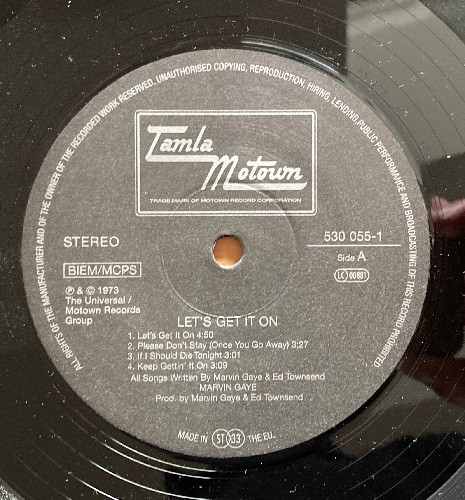 ALL RIGHTS OF THE MANUFACTURER AND OF THE OWNER OF THE RECORDED WORK RESERVED. UNAUTHORISED COPYING, REPRODUCTION, HIRING, LENDING, PUBLIC PERFORMANCE AND BROADCASTING OF THIS RECORD PROHIBITED.
Tamla
Motown
TRADE MARK OF MOTOWN RECORD CORPORATION
STEREO
530 055-1
Side A
BIEM/MCPS
LC 00881
℗ & © 1973
The Universal /
Motown Records
Group
LET'S GET IT ON
1. Let's Get It On 4:50
2. Please Don't Stay (Once You Go Away) 3:27
3. If I Should Die Tonight 3:01
4. Keep Gettin' It On 3:09
All Songs Written By Marvin Gaye & Ed Townsend
MARVIN GAYE
Prod. by Marvin Gaye & Ed Townsend
MADE IN ST 33 THE EU.